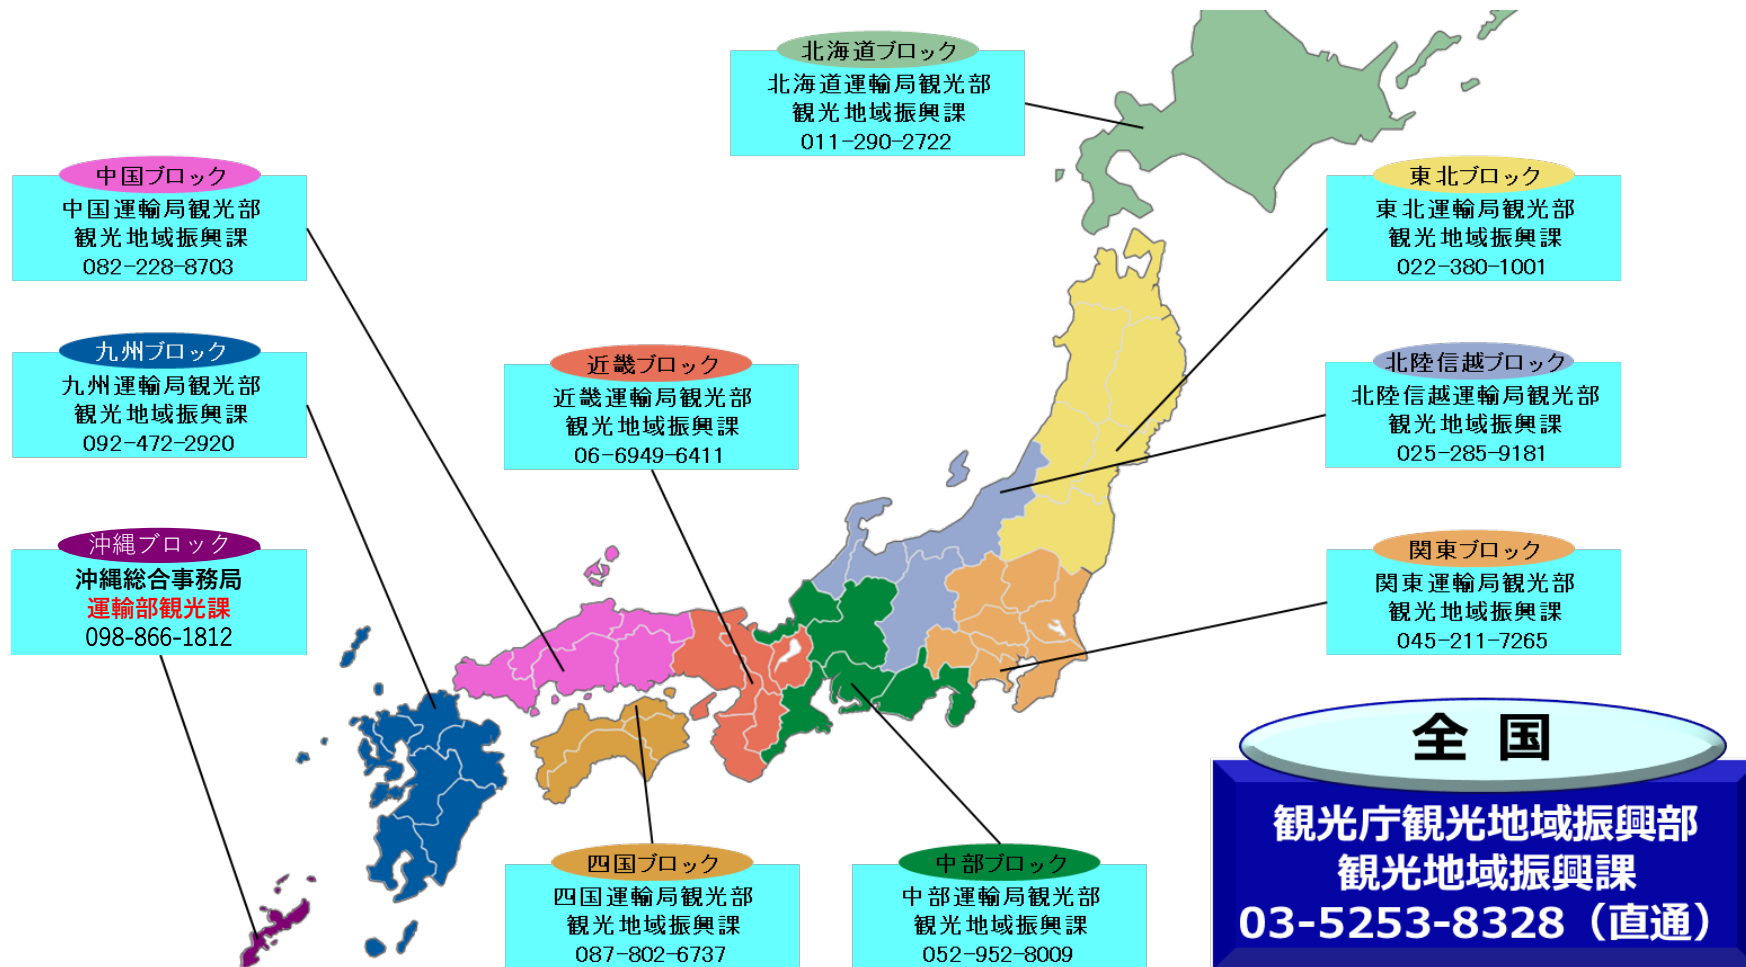 北海道ブロック
北海道運輸局観光部
観光地域振興課
011-290-2722
中国ブロック
中国運輸局観光部
観光地域振興課
082-228-8703
東北ブロック
東北運輸局観光部
観光地域振興課
022-380-1001
九州ブロック
九州運輸局観光部
観光地域振興課
092-472-2920
近畿ブロック
近畿運輸局観光部
観光地域振興課
06-6949-6411
北陸信越ブロック
北陸信越運輸局観光部
観光地域振興課
025-285-9181
沖縄ブロック
沖縄総合事務局
運輸部観光課
098-866-1812
関東ブロック
関東運輸局観光部
観光地域振興課
045-211-7265
四国ブロック
四国運輸局観光部
観光地域振興課
087-802-6737
中部ブロック
中部運輸局観光部
観光地域振興課
052-952-8009
全国
観光庁観光地域振興部
観光地域振興課
03-5253-8328（直通）